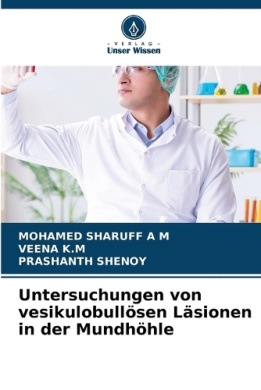 VERLAG
Unser Wissen
MOHAMED SHARUFF A M
VEENA K.M
PRASHANTH SHENOY
Untersuchungen von
vesikulobullösen Läsionen
in der Mundhöhle